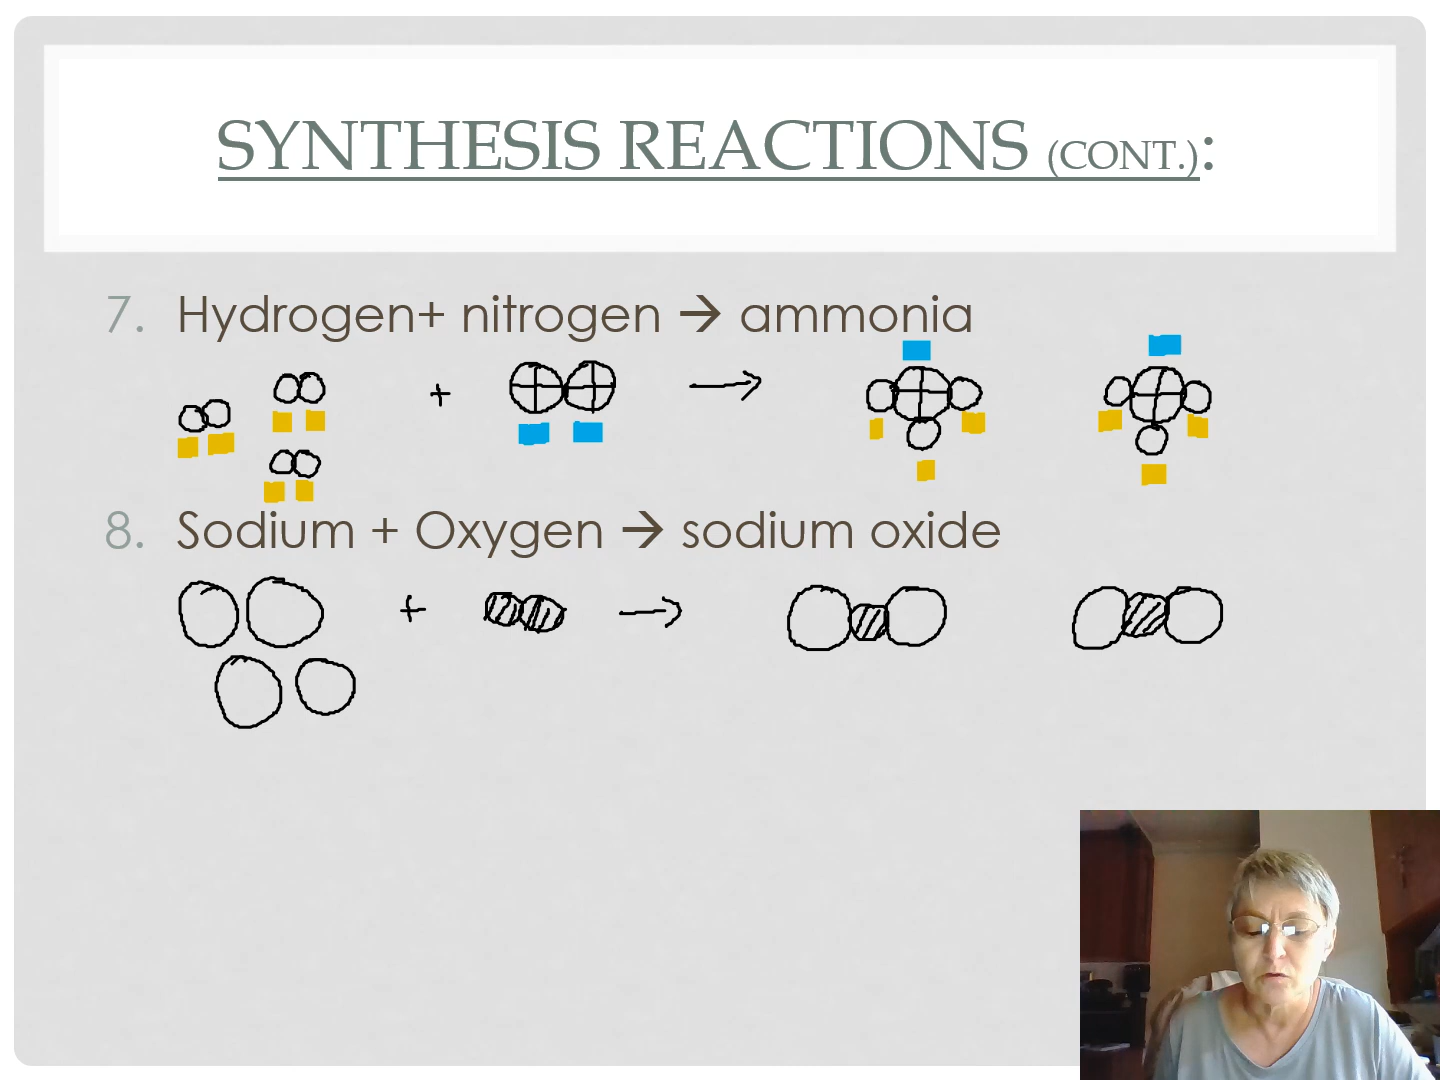 SYNTHESIS REACTIONS (CONT.):
7. Hydrogen+ nitrogen → ammonia
+ →
8. Sodium + Oxygen → sodium oxide
+ →